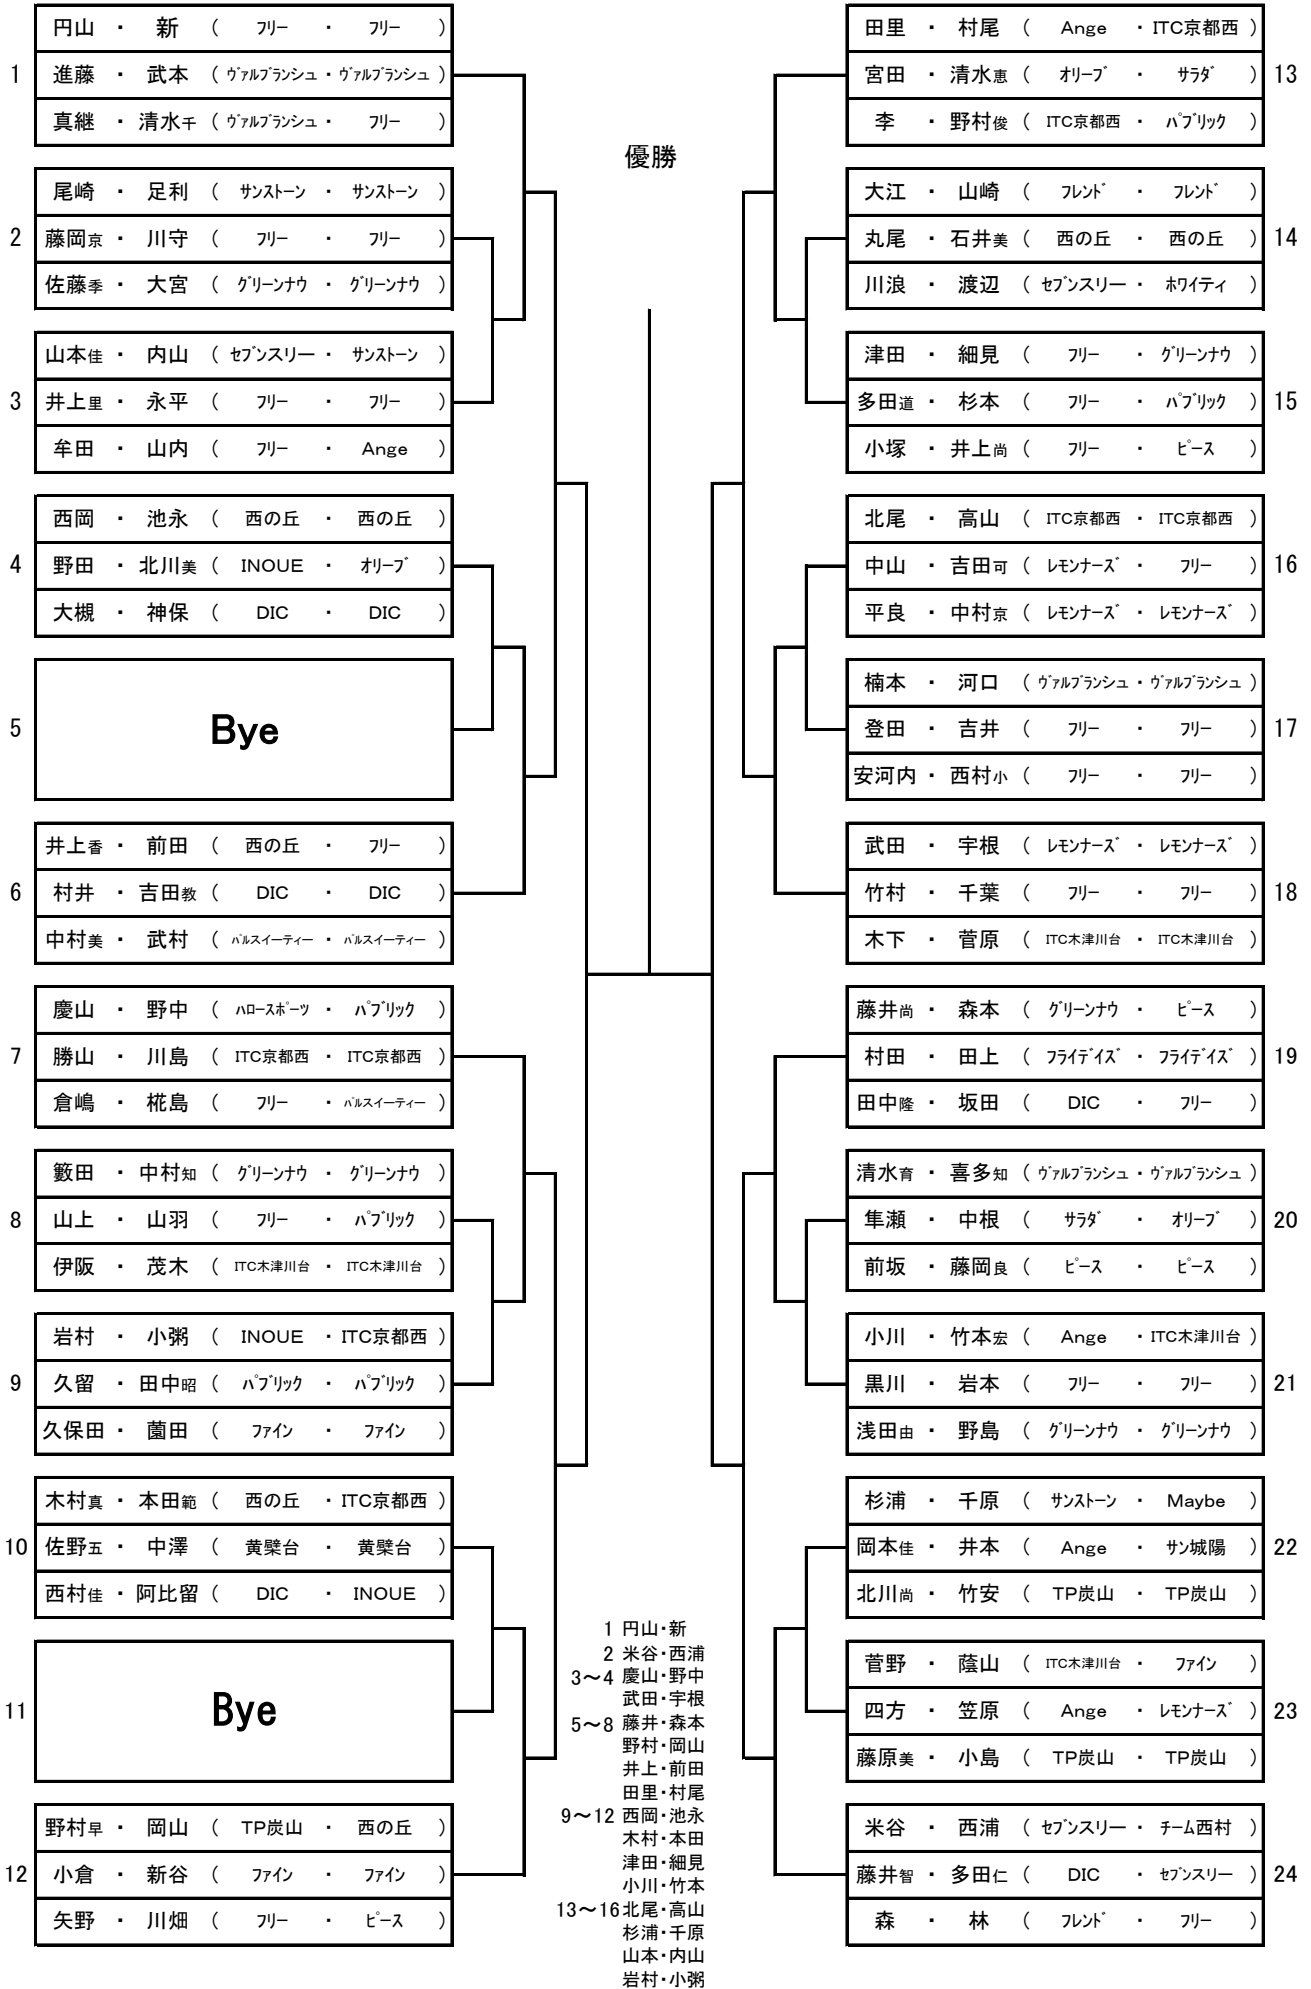 優勝
円山 ・ 新 ( フリー ・ フリー )
1 進藤 ・ 武本 ( ヴァルブランシュ ・ ヴァルブランシュ )
真継 ・ 清水千 ( ヴァルブランシュ ・ フリー )
尾崎 ・ 足利 ( サンストーン ・ サンストーン )
2 藤岡京 ・ 川守 ( フリー ・ フリー )
佐藤季 ・ 大宮 ( グリーンナウ ・ グリーンナウ )
山本佳 ・ 内山 ( セブンスリー ・ サンストーン )
3 井上里 ・ 永平 ( フリー ・ フリー )
牟田 ・ 山内 ( フリー ・ Ange )
西岡 ・ 池永 ( 西の丘 ・ 西の丘 )
4 野田 ・ 北川美 ( INOUE ・ オリーブ )
大槻 ・ 神保 ( DIC ・ DIC )
5 Bye
井上香 ・ 前田 ( 西の丘 ・ フリー )
6 村井 ・ 吉田教 ( DIC ・ DIC )
中村美 ・ 武村 ( パルスイーティー ・ パルスイーティー )
慶山 ・ 野中 ( ハロースポーツ ・ パブリック )
7 勝山 ・ 川島 ( ITC京都西 ・ ITC京都西 )
倉嶋 ・ 椛島 ( フリー ・ パルスイーティー )
籔田 ・ 中村知 ( グリーンナウ ・ グリーンナウ )
8 山上 ・ 山羽 ( フリー ・ パブリック )
伊阪 ・ 茂木 ( ITC木津川台 ・ ITC木津川台 )
岩村 ・ 小粥 ( INOUE ・ ITC京都西 )
9 久留 ・ 田中昭 ( パブリック ・ パブリック )
久保田 ・ 薗田 ( ファイン ・ ファイン )
木村真 ・ 本田範 ( 西の丘 ・ ITC京都西 )
10 佐野五 ・ 中澤 ( 黄檗台 ・ 黄檗台 )
西村佳 ・ 阿比留 ( DIC ・ INOUE )
11 Bye
野村早 ・ 岡山 ( TP炭山 ・ 西の丘 )
12 小倉 ・ 新谷 ( ファイン ・ ファイン )
矢野 ・ 川畑 ( フリー ・ ピース )
1 円山・新
2 米谷・西浦
3～4 慶山・野中
武田・宇根
5～8 藤井・森本
野村・岡山
井上・前田
田里・村尾
9～12 西岡・池永
木村・本田
津田・細見
小川・竹本
13～16 北尾・高山
杉浦・千原
山本・内山
岩村・小粥
田里 ・ 村尾 ( Ange ・ ITC京都西 )
宮田 ・ 清水恵 ( オリーブ ・ サラダ ) 13
李 ・ 野村俊 ( ITC京都西 ・ パブリック )
大江 ・ 山崎 ( フレンド ・ フレンド )
丸尾 ・ 石井美 ( 西の丘 ・ 西の丘 ) 14
川浪 ・ 渡辺 ( セブンスリー ・ ホワイティ )
津田 ・ 細見 ( フリー ・ グリーンナウ )
多田道 ・ 杉本 ( フリー ・ パブリック ) 15
小塚 ・ 井上尚 ( フリー ・ ピース )
北尾 ・ 高山 ( ITC京都西 ・ ITC京都西 )
中山 ・ 吉田可 ( レモンナーズ ・ フリー ) 16
平良 ・ 中村京 ( レモンナーズ ・ レモンナーズ )
楠本 ・ 河口 ( ヴァルブランシュ ・ ヴァルブランシュ )
登田 ・ 吉井 ( フリー ・ フリー ) 17
安河内 ・ 西村小 ( フリー ・ フリー )
武田 ・ 宇根 ( レモンナーズ ・ レモンナーズ )
竹村 ・ 千葉 ( フリー ・ フリー ) 18
木下 ・ 菅原 ( ITC木津川台 ・ ITC木津川台 )
藤井尚 ・ 森本 ( グリーンナウ ・ ピース )
村田 ・ 田上 ( フライデイズ ・ フライデイズ ) 19
田中隆 ・ 坂田 ( DIC ・ フリー )
清水育 ・ 喜多知 ( ヴァルブランシュ ・ ヴァルブランシュ )
隼瀬 ・ 中根 ( サラダ ・ オリーブ ) 20
前坂 ・ 藤岡良 ( ピース ・ ピース )
小川 ・ 竹本宏 ( Ange ・ ITC木津川台 )
黒川 ・ 岩本 ( フリー ・ フリー ) 21
浅田由 ・ 野島 ( グリーンナウ ・ グリーンナウ )
杉浦 ・ 千原 ( サンストーン ・ Maybe )
岡本佳 ・ 井本 ( Ange ・ サン城陽 ) 22
北川尚 ・ 竹安 ( TP炭山 ・ TP炭山 )
菅野 ・ 蔭山 ( ITC木津川台 ・ ファイン )
四方 ・ 笠原 ( Ange ・ レモンナーズ ) 23
藤原美 ・ 小島 ( TP炭山 ・ TP炭山 )
米谷 ・ 西浦 ( セブンスリー ・ チーム西村 )
藤井智 ・ 多田仁 ( DIC ・ セブンスリー ) 24
森 ・ 林 ( フレンド ・ フリー )